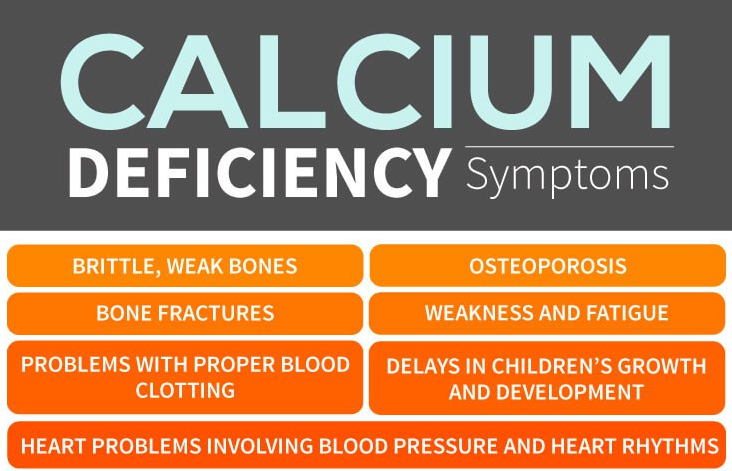 CALCIUM
DEFICIENCY Symptoms
BRITTLE, WEAK BONES
OSTEOPOROSIS
BONE FRACTURES
WEAKNESS AND FATIGUE
PROBLEMS WITH PROPER BLOOD
CLOTTING
DELAYS IN CHILDREN’S GROWTH
AND DEVELOPMENT
HEART PROBLEMS INVOLVING BLOOD PRESSURE AND HEART RHYTHMS